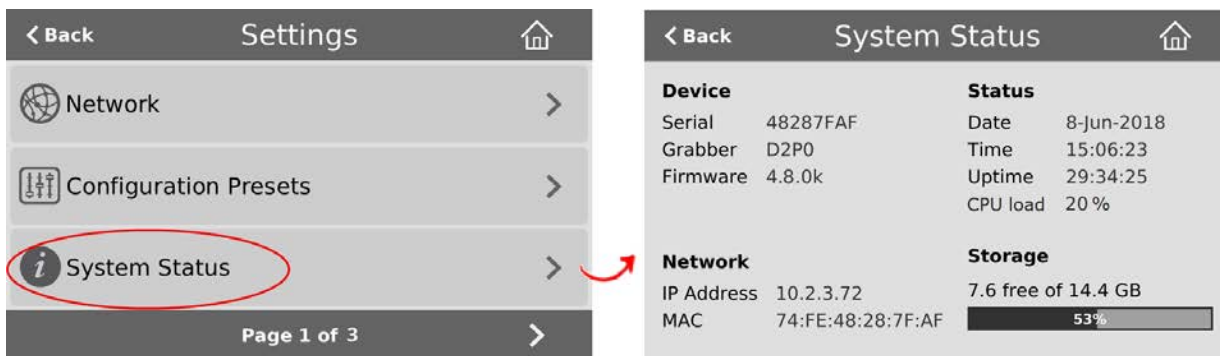 Back Settings
Network
Configuration Presets
i System Status
Page 1 of 3
Back System Status
Device
Serial 48287FAF
Grabber D2P0
Firmware 4.8.0k
Network
IP Address 10.2.3.72
MAC 74:FE:48:28:7F:AF
Status
Date 8-Jun-2018
Time 15:06:23
Uptime 29:34:25
CPU load 20 %
Storage
7.6 free of 14.4 GB
53%